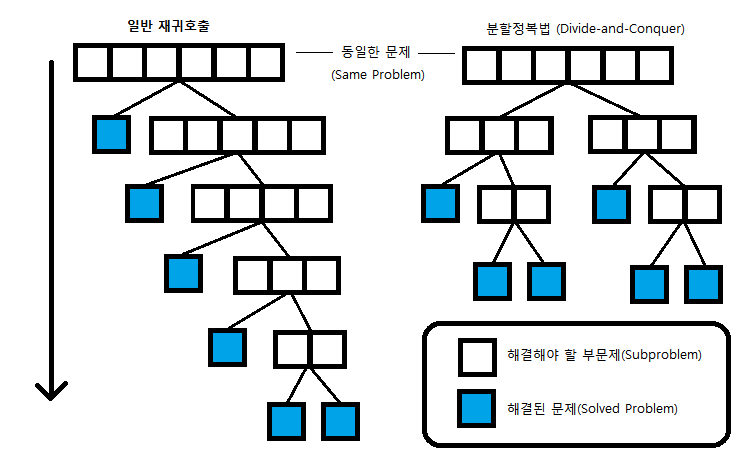 일반 재귀호출
동일한 문제
(Same Problem)
분할정복법 (Divide-and-Conquer)
해결해야 할 부문제(Subproblem)
해결된 문제(Solved Problem)